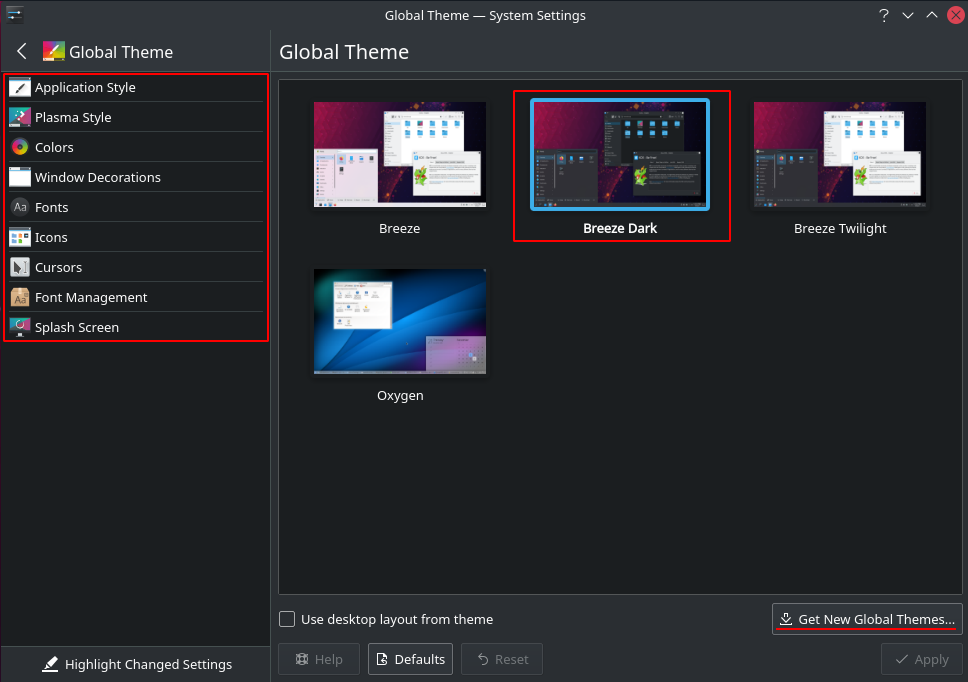 Global Theme — System Settings
Global Theme
Application Style
Plasma Style
Colors
Window Decorations
Aa Fonts
Icons
Cursors
Aa Font Management
Splash Screen
Highlight Changed Settings
Global Theme
Breeze
Breeze Dark
Breeze Twilight
Oxygen
Use desktop layout from theme
Get New Global Themes...
Help
Defaults
Reset
Apply